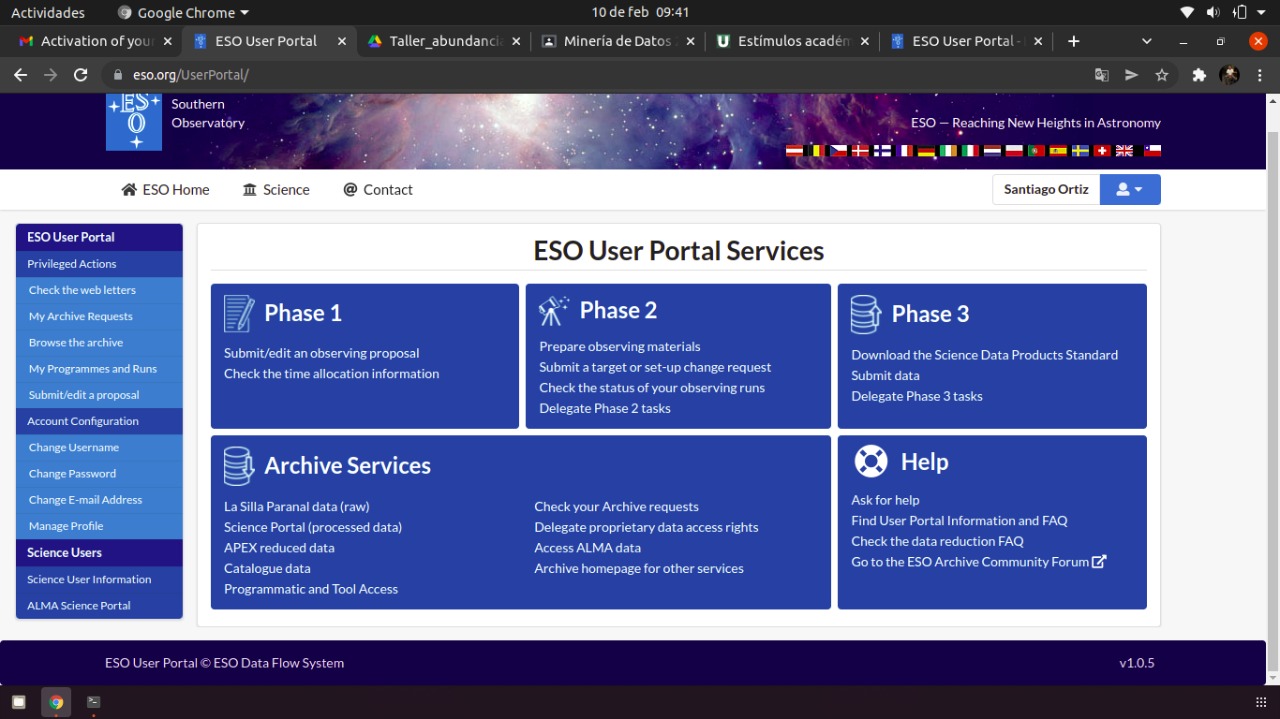 Actividades
Google Chrome
10 de feb 09:41
Activation of your
ESO User Portal
Taller_abundanci
Minería de Datos 2
Estímulos académ
ESO User Portal -
eso.org/UserPortal/
ESO
Southern
Observatory
ESO — Reaching New Heights in Astronomy
ESO Home
Science
Contact
Santiago Ortiz
ESO User Portal
Privileged Actions
Check the web letters
My Archive Requests
Browse the archive
My Programmes and Runs
Submit/edit a proposal
Account Configuration
Change Username
Change Password
Change E-mail Address
Manage Profile
Science Users
Science User Information
ALMA Science Portal
ESO User Portal Services
Phase 1
Submit/edit an observing proposal
Check the time allocation information
Phase 2
Prepare observing materials
Submit a target or set-up change request
Check the status of your observing runs
Delegate Phase 2 tasks
Phase 3
Download the Science Data Products Standard
Submit data
Delegate Phase 3 tasks
Archive Services
La Silla Paranal data (raw)
Science Portal (processed data)
APEX reduced data
Catalogue data
Programmatic and Tool Access
Check your Archive requests
Delegate proprietary data access rights
Access ALMA data
Archive homepage for other services
Help
Ask for help
Find User Portal Information and FAQ
Check the data reduction FAQ
Go to the ESO Archive Community Forum
ESO User Portal © ESO Data Flow System
v1.0.5